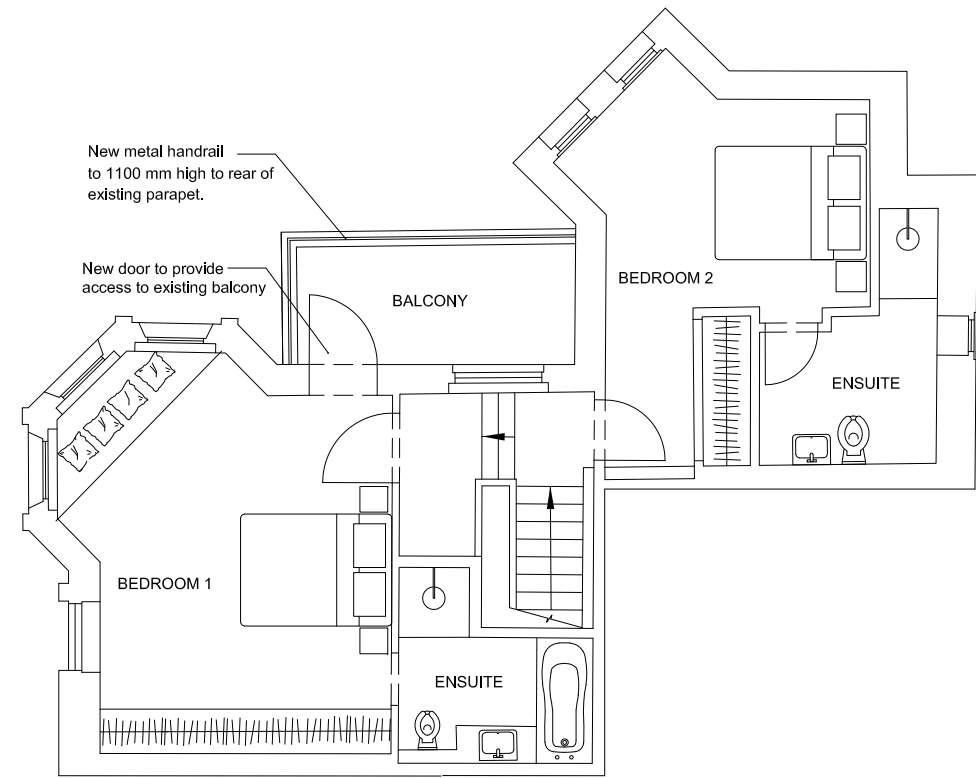 New metal handrail
to 1100 mm high to rear of
existing parapet.
New door to provide
access to existing balcony
BALCONY
BEDROOM 2
ENSUITE
BEDROOM 1
ENSUITE